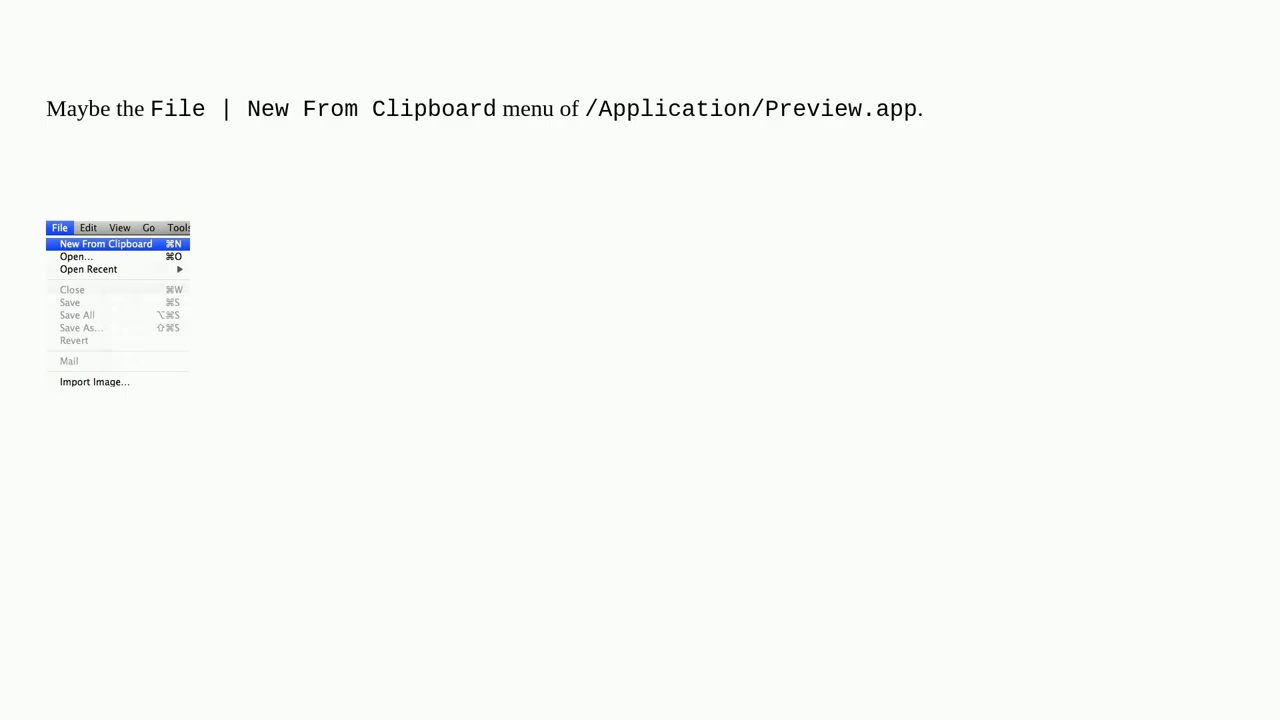 Maybe the File | New From Clipboard menu of /Application/Preview.app.
File Edit View Go Tools
New From Clipboard ⌘N
Open... ⌘O
Open Recent ▶
Close ⌘W
Save ⌘S
Save All ⌥⌘S
Save As... ⇧⌘S
Revert
Mail
Import Image...